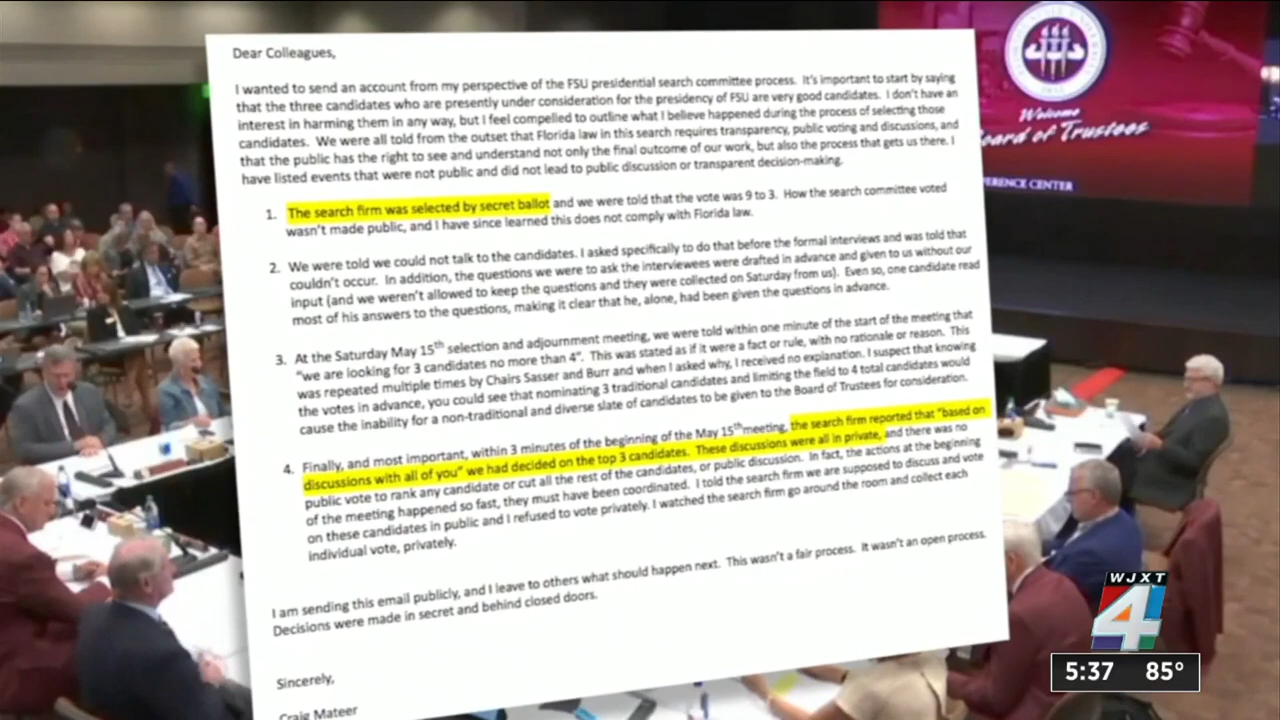 Dear Colleagues,
I wanted to send an account from my perspective of the FSU presidential search committee process.  It's important to start by saying
that the three candidates who are presently under consideration for the presidency of FSU are very good candidates.  I don't have an
interest in harming them in any way, but I feel compelled to outline what I believe happened during the process of selecting those
candidates.  We were all told from the outset that Florida law in this search requires transparency, public voting and discussions, and
that the public has the right to see and understand not only the final outcome of our work, but also the process that gets us there. I
have listed events that were not public and did not lead to public discussion or transparent decision-making.
1. The search firm was selected by secret ballot and we were told that the vote was 9 to 3.  How the search committee voted
wasn't made public, and I have since learned this does not comply with Florida law.
2. We were told we could not talk to the candidates. I asked specifically to do that before the formal interviews and was told that
couldn't occur.  In addition, the questions we were to ask the interviewees were drafted in advance and given to us without our
input (and we weren't allowed to keep the questions and they were collected on Saturday from us).  Even so, one candidate read
most of his answers to the questions, making it clear that he, alone, had been given the questions in advance.
3. At the Saturday May 15th selection and adjournment meeting, we were told within one minute of the start of the meeting that
"we are looking for 3 candidates no more than 4".  This was stated as if it were a fact or rule, with no rationale or reason.  This
was repeated multiple times by Chairs Sasser and Burr and when I asked why, I received no explanation. I suspect that knowing
the votes in advance, you could see that nominating 3 traditional candidates and limiting the field to 4 total candidates would
cause the inability for a non-traditional and diverse slate of candidates to be given to the Board of Trustees for consideration.
4. Finally, and most important, within 3 minutes of the beginning of the May 15th meeting, the search firm reported that "based on
discussions with all of you" we had decided on the top 3 candidates.  These discussions were all in private, and there was no
public vote to rank any candidate or cut all the rest of the candidates, or public discussion.  In fact, the actions at the beginning
of the meeting happened so fast, they must have been coordinated.  I told the search firm we are supposed to discuss and vote
on these candidates in public and I refused to vote privately. I watched the search firm go around the room and collect each
individual vote, privately.
I am sending this email publicly, and I leave to others what should happen next.  This wasn't a fair process.  It wasn't an open process.
Decisions were made in secret and behind closed doors.
Sincerely,
Craig Mateer
Welcome
oard of Trustees
ERENCE CENTER
WJXT
4
5:37 85°